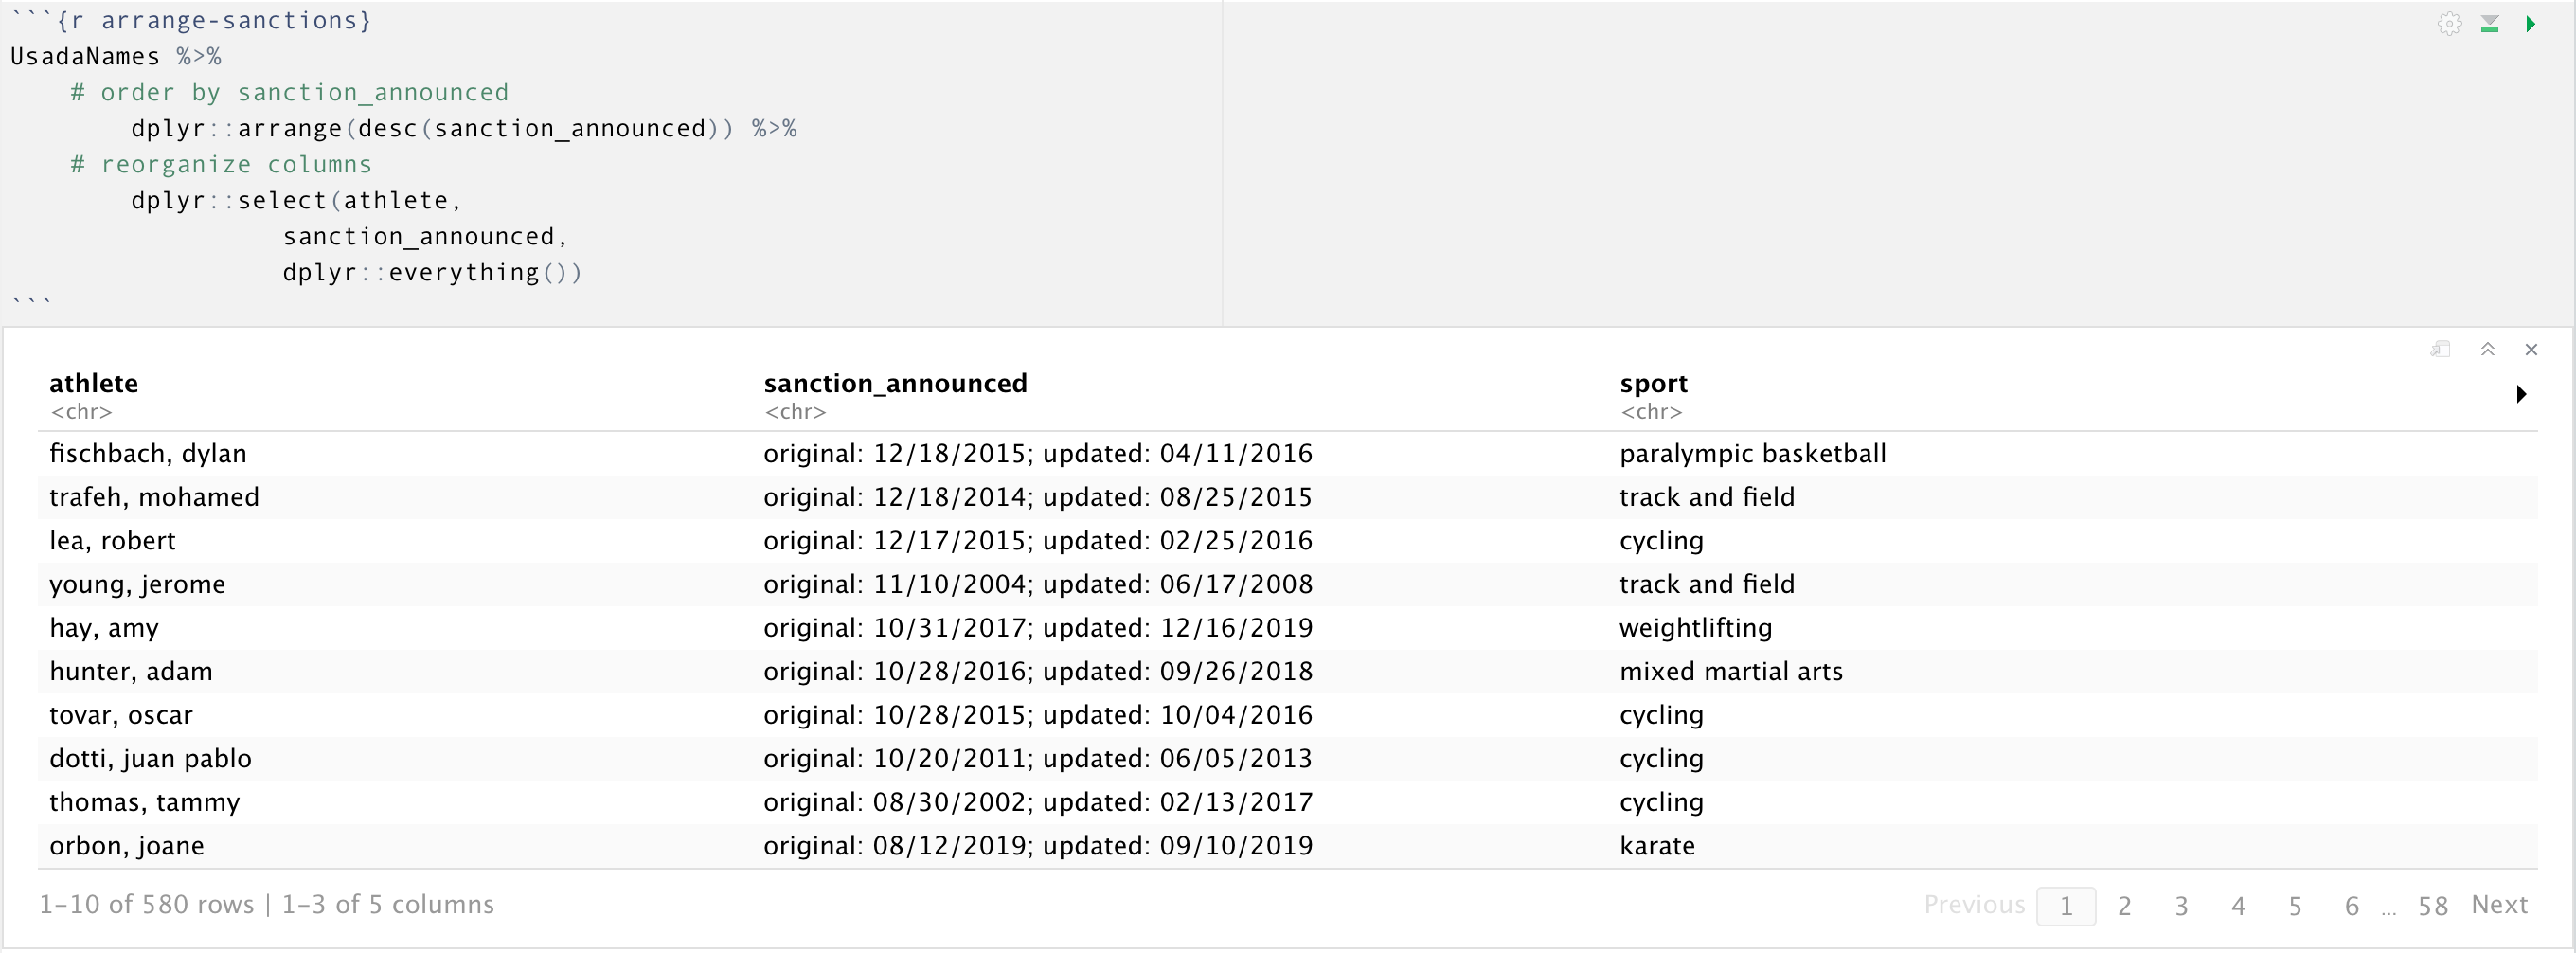 ```{r arrange-sanctions}
UsadaNames %>%
    # order by sanction_announced
        dplyr::arrange(desc(sanction_announced)) %>%
    # reorganize columns
        dplyr::select(athlete,
                  sanction_announced,
                  dplyr::everything())
```
athlete sanction_announced sport
<chr> <chr> <chr>
fischbach, dylan original: 12/18/2015; updated: 04/11/2016 paralympic basketball
trafeh, mohamed original: 12/18/2014; updated: 08/25/2015 track and field
lea, robert original: 12/17/2015; updated: 02/25/2016 cycling
young, jerome original: 11/10/2004; updated: 06/17/2008 track and field
hay, amy original: 10/31/2017; updated: 12/16/2019 weightlifting
hunter, adam original: 10/28/2016; updated: 09/26/2018 mixed martial arts
tovar, oscar original: 10/28/2015; updated: 10/04/2016 cycling
dotti, juan pablo original: 10/20/2011; updated: 06/05/2013 cycling
thomas, tammy original: 08/30/2002; updated: 02/13/2017 cycling
orbon, joane original: 08/12/2019; updated: 09/10/2019 karate
1-10 of 580 rows | 1-3 of 5 columns Previous 1 2 3 4 5 6 ... 58 Next